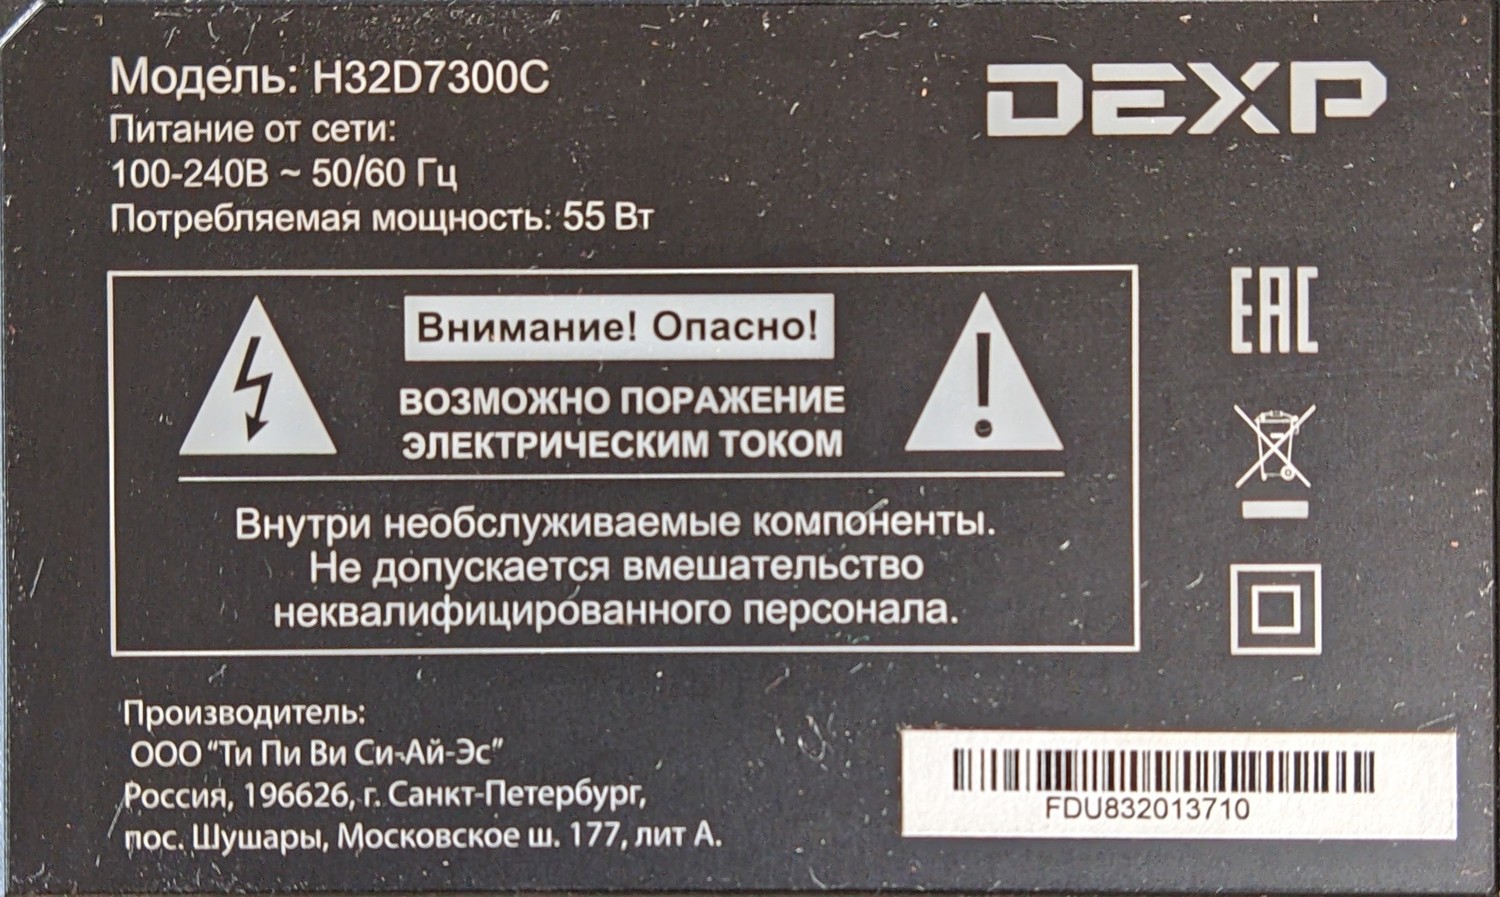 Модель: H32D7300C
DEXP
Питание от сети:
100-240В ~ 50/60 Гц
Потребляемая мощность: 55 Вт
Внимание! Опасно!
ВОЗМОЖНО ПОРАЖЕНИЕ
ЭЛЕКТРИЧЕСКИМ ТОКОМ
Внутри необслуживаемые компоненты.
Не допускается вмешательство
неквалифицированного персонала.
EAC
Производитель:
ООО "Ти Пи Ви Си-Ай-Эс"
Россия, 196626, г. Санкт-Петербург,
пос. Шушары, Московское ш. 177, лит А.
FDU832013710